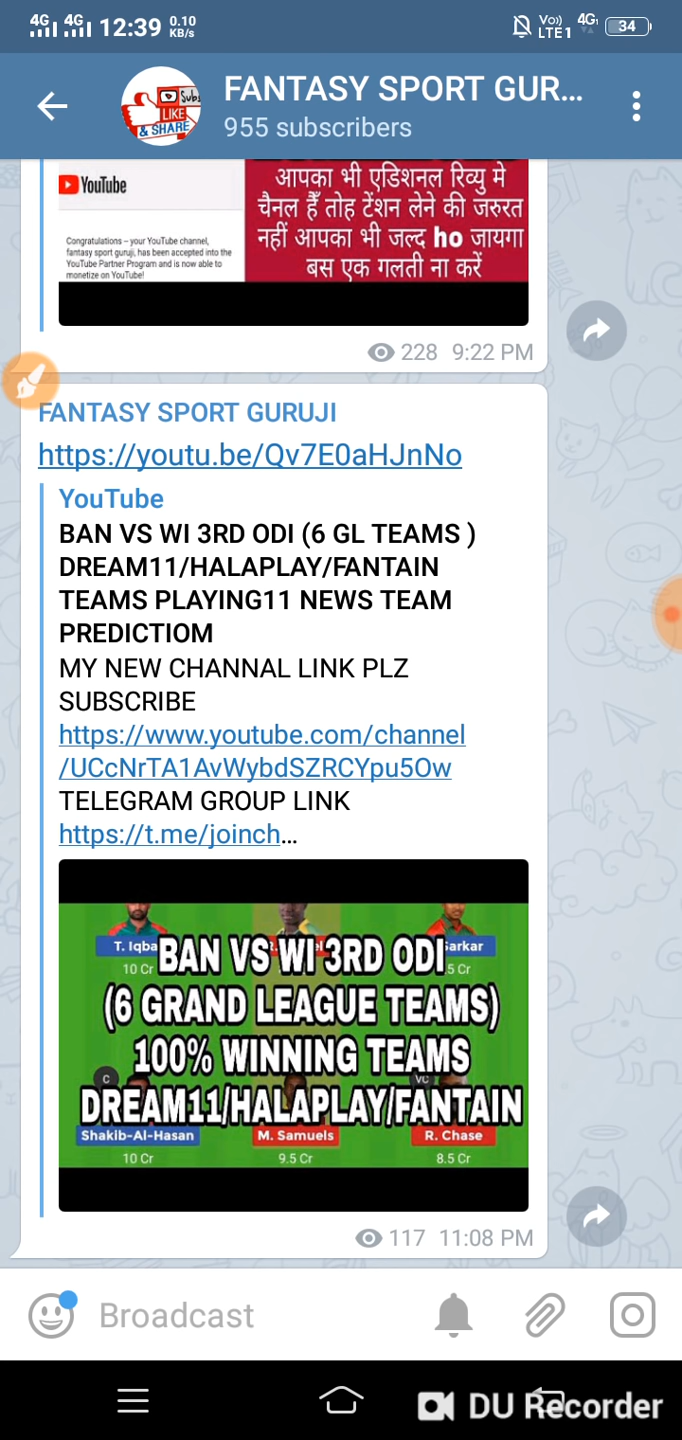 4G 4G 12:39 0.10 KB/s Vo)) LTE1 4G 34
FANTASY SPORT GUR...
955 subscribers
Subs
LIKE
& SHARE
YouTube
Congratulations – your YouTube channel,
fantasy sport guruji, has been accepted into the
YouTube Partner Program and is now able to
monetize on YouTube!
आपका भी एडिशनल रिव्यु मे
चैनल हैं तोह टेंशन लेने की जरुरत
नहीं आपका भी जल्द ho जायगा
बस एक गलती ना करें
228 9:22 PM
FANTASY SPORT GURUJI
https://youtu.be/Qv7E0aHJnNo
YouTube
BAN VS WI 3RD ODI (6 GL TEAMS )
DREAM11/HALAPLAY/FANTAIN
TEAMS PLAYING11 NEWS TEAM
PREDICTIOM
MY NEW CHANNAL LINK PLZ
SUBSCRIBE
https://www.youtube.com/channel
/UCcNrTA1AvWybdSZRCYpu5Ow
TELEGRAM GROUP LINK
https://t.me/joinch...
T. Iqba
10 Cr
arkar
5 Cr
BAN VS WI 3RD ODI
(6 GRAND LEAGUE TEAMS)
100% WINNING TEAMS
C VC
DREAM11/HALAPLAY/FANTAIN
Shakib-Al-Hasan M. Samuels R. Chase
10 Cr 9.5 Cr 8.5 Cr
117 11:08 PM
Broadcast
DU Recorder